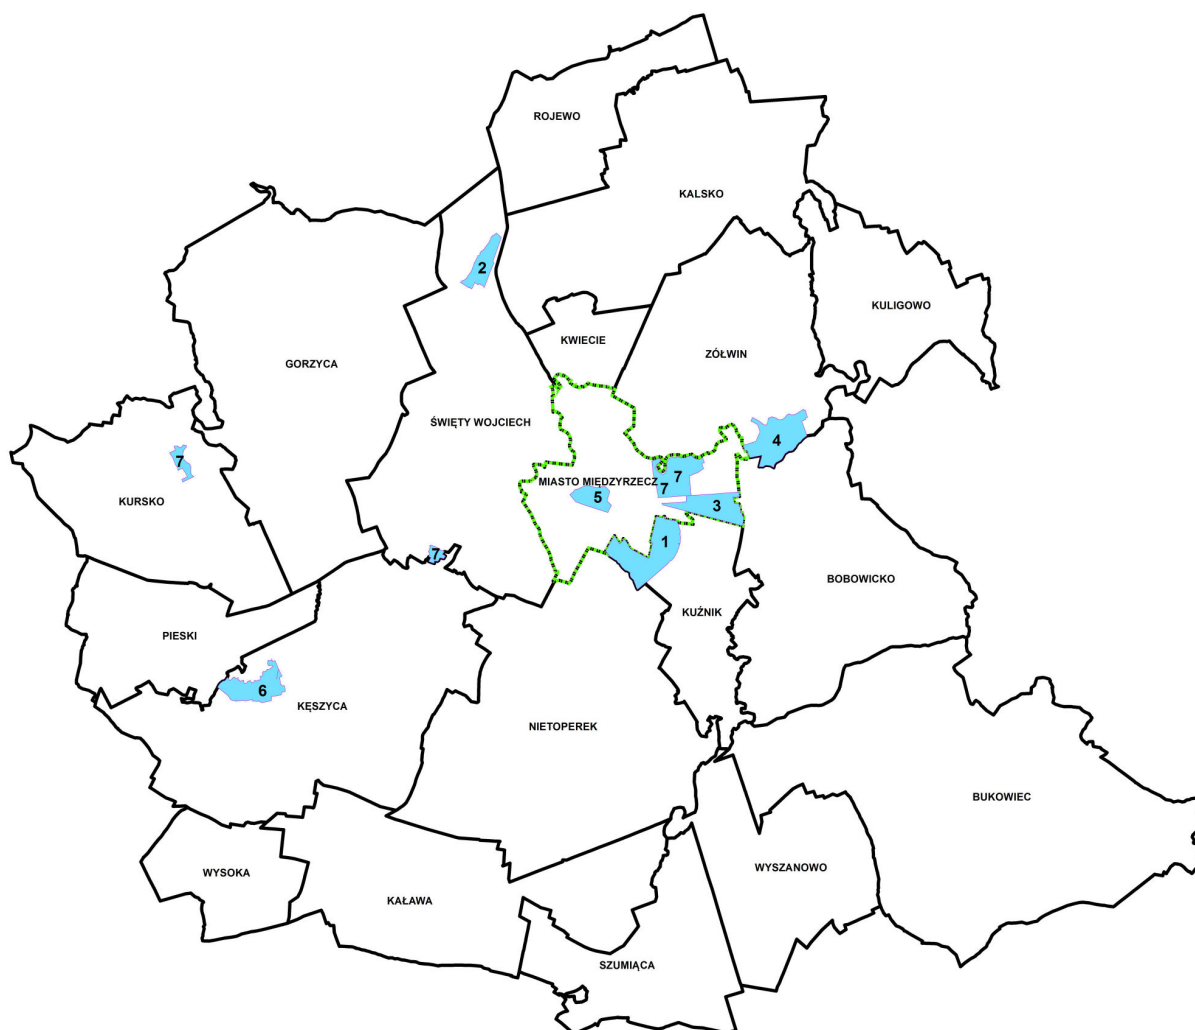 ROJEWO
KALSKO
2
KULIGOWO
KWIECIE
ZÓŁWIN
GORZYCA
ŚWIĘTY WOJCIECH
4
7
7
MIASTO MIĘDZYRZECZ
7
5
3
KURSKO
1
7
BOBOWICKO
KUŹNIK
PIESKI
6
KĘSZYCA
NIETOPEREK
BUKOWIEC
WYSZANOWO
WYSOKA
KAŁAWA
SZUMIĄCA